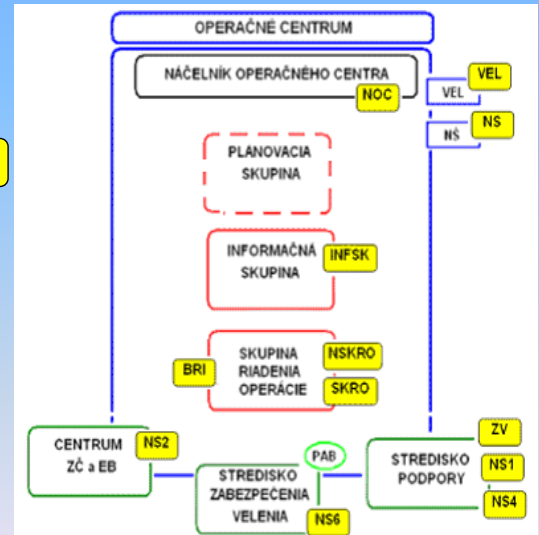 OPERAČNÉ CENTRUM
NÁČELNÍK OPERAČNÉHO CENTRA
NOC
VEL
VEL
NŠ
NS
PLANOVACIA
SKUPINA
INFORMAČNÁ
SKUPINA
INFSK
SKUPINA
RIADENIA
OPERÁCIE
BRI
NSKRO
SKRO
CENTRUM
ZČ a EB
NS2
STREDISKO
ZABEZPEČENIA
VELENIA
PAB
NS6
STREDISKO
PODPORY
ZV
NS1
NS4